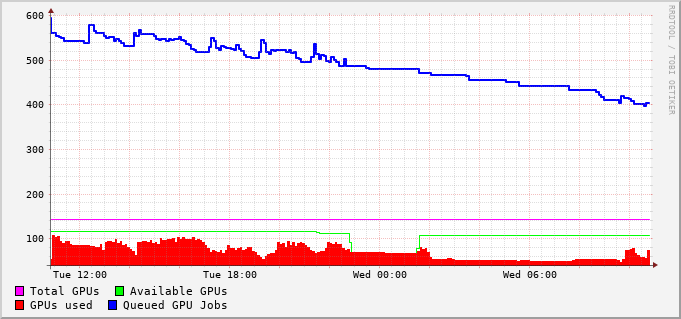 600
500
400
300
200
100
Tue 12:00 Tue 18:00 Wed 00:00 Wed 06:00
Total GPUs Available GPUs
GPUs used Queued GPU Jobs
RRDTOOL / TOBI OETIKER